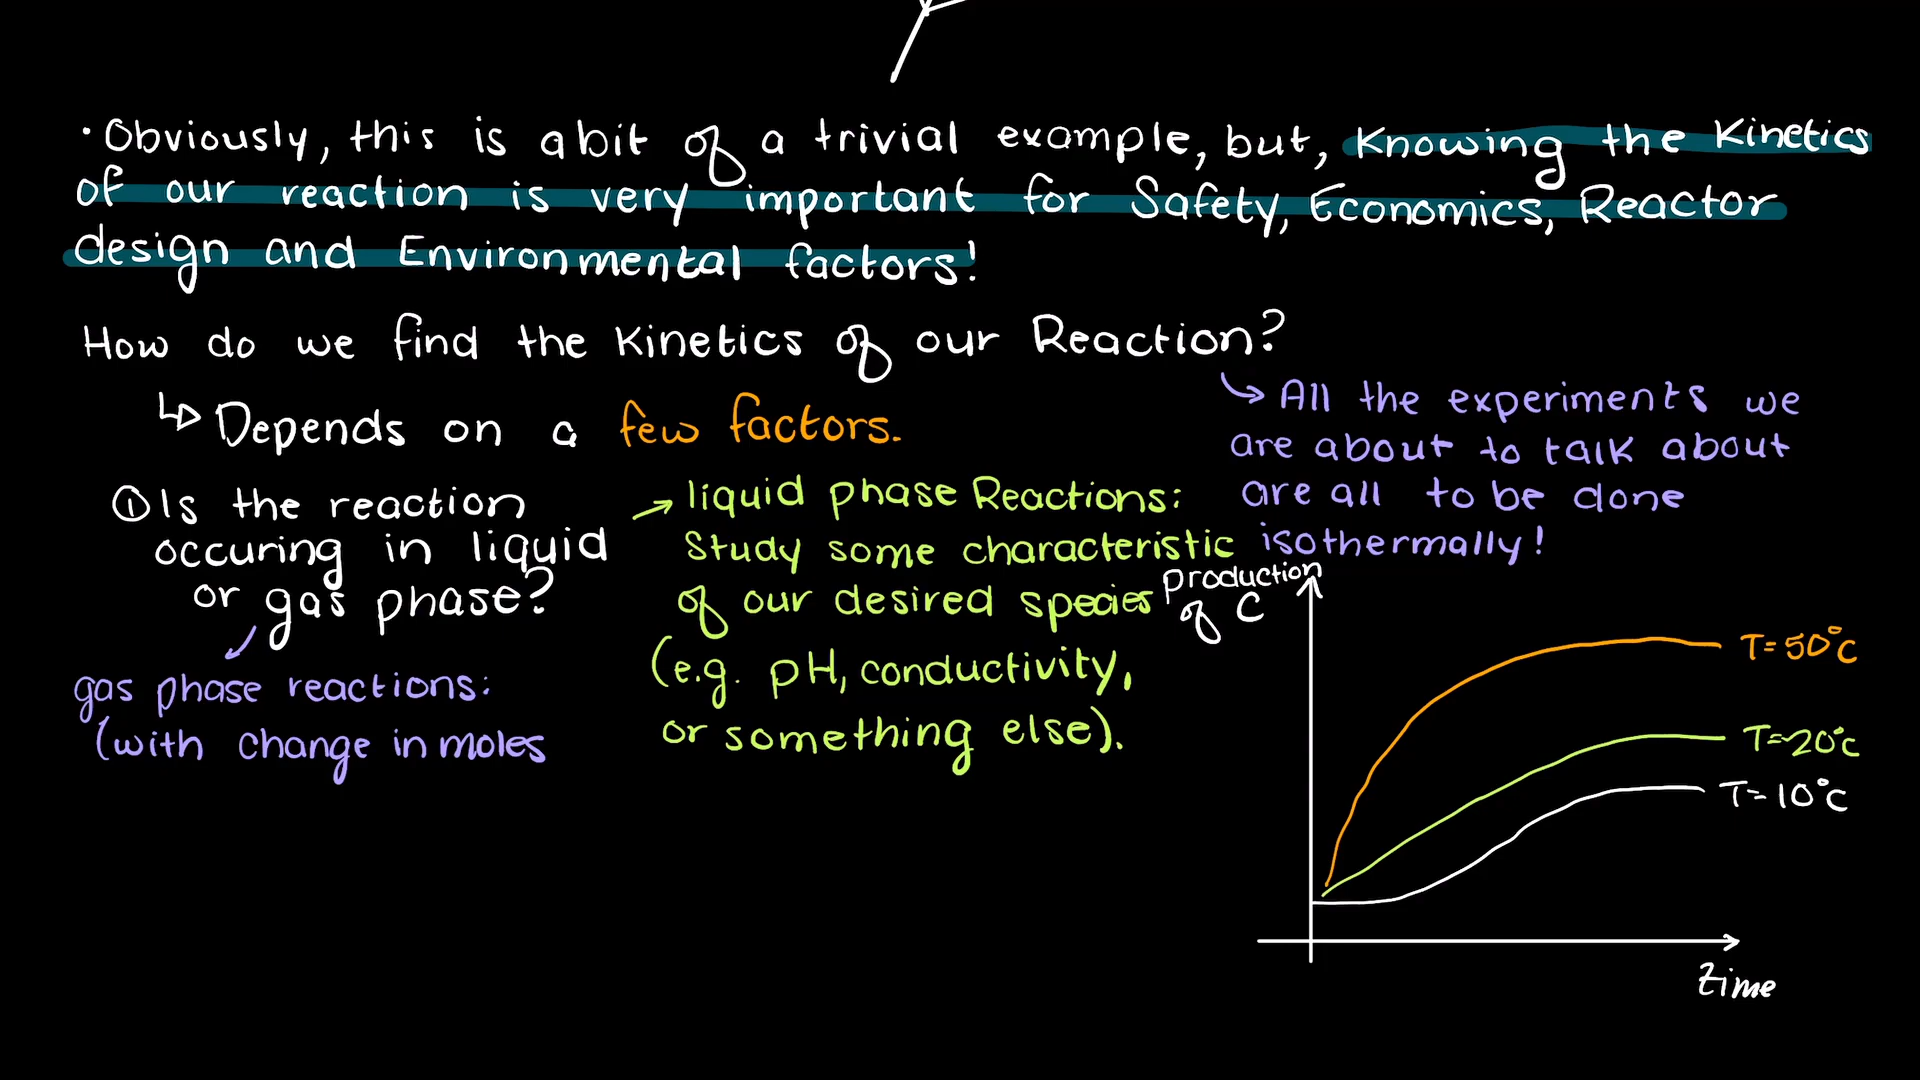 • Obviously, this is a bit of a trivial example, but, Knowing the Kinetics
of our reaction is very important for Safety, Economics, Reactor
design and Environmental factors!
How do we find the Kinetics of our Reaction?
↳ Depends on a few factors.
↳ All the experiments we
are about to talk about
are all to be done
isothermally!
① Is the reaction
occuring in liquid
or gas phase?
→ liquid phase Reactions:
Study some characteristic
of our desired species
(e.g. pH, conductivity,
or something else).
gas phase reactions:
(with change in moles
production
of C
T=50°C
T=20°C
T=10°C
time